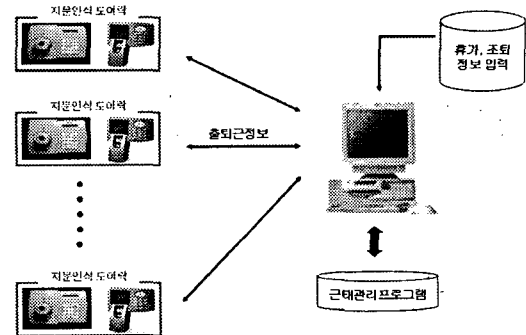 지문인식 도어락
휴가, 조퇴
정보 입력
지문인식 도어락
출퇴근정보
지문인식 도어락
근태관리프로그램